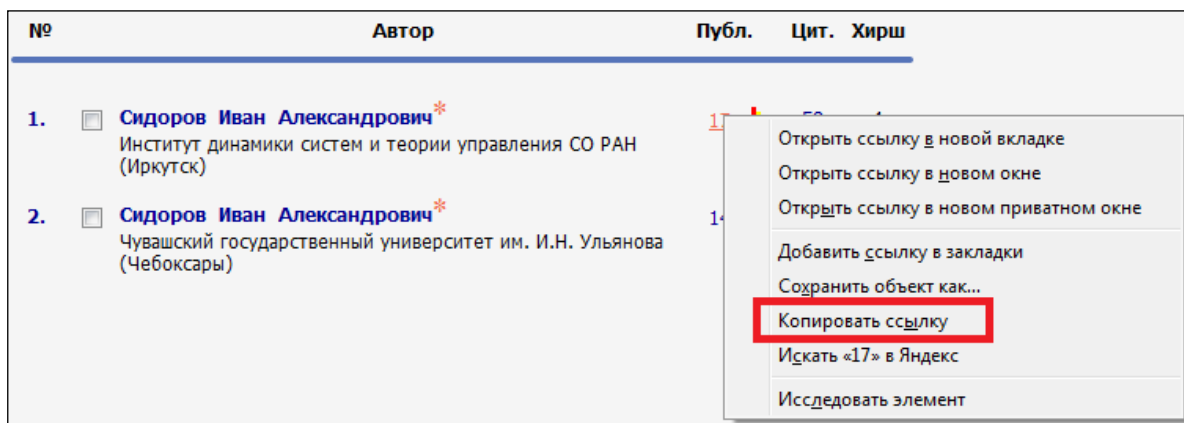 № Автор Публ. Цит. Хирш
1. Сидоров Иван Александрович* 17
Институт динамики систем и теории управления СО РАН
(Иркутск)
2. Сидоров Иван Александрович*
Чувашский государственный университет им. И.Н. Ульянова
(Чебоксары)
Открыть ссылку в новой вкладке
Открыть ссылку в новом окне
Открыть ссылку в новом приватном окне
Добавить ссылку в закладки
Сохранить объект как...
Копировать ссылку
Искать «17» в Яндекс
Исследовать элемент